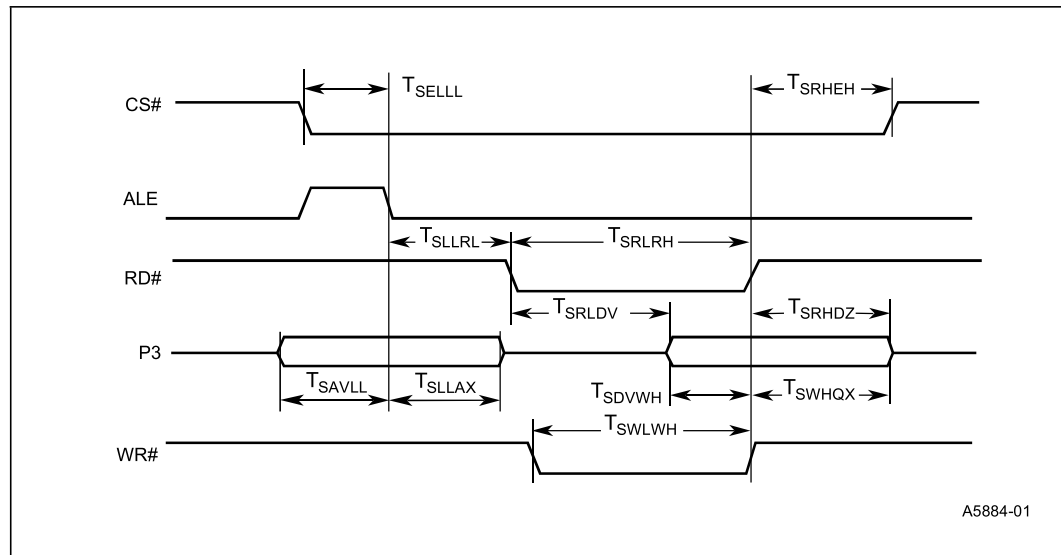 CS#
T_SELLL
T_SRHEH
ALE
T_SLLRL
T_SRLRH
RD#
T_SRLDV
T_SRHDZ
P3
T_SAVLL
T_SLLAX
T_SDVWH
T_SWHQX
T_SWLWH
WR#
A5884-01